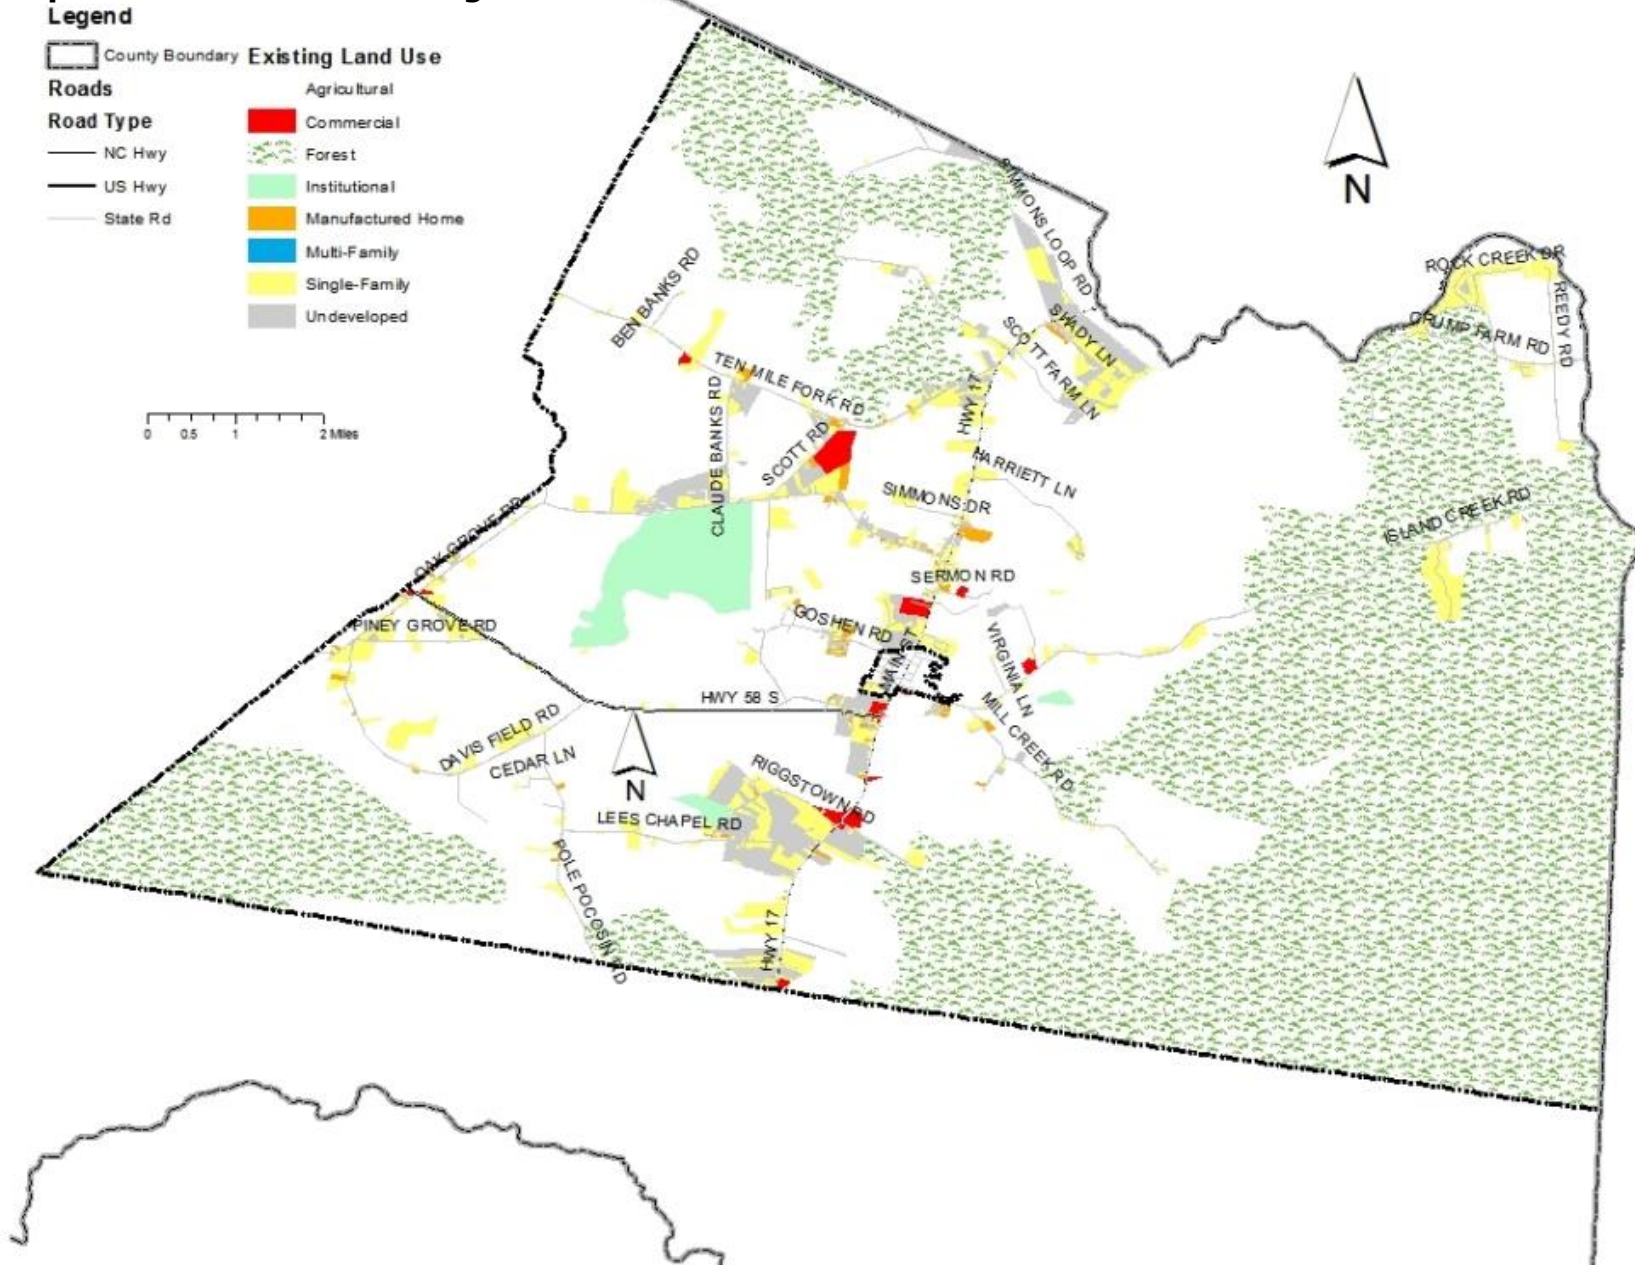 Legend
County Boundary
Roads
Road Type
NC Hwy
US Hwy
State Rd
Existing Land Use
Agricultural
Commercial
Forest
Institutional
Manufactured Home
Multi-Family
Single-Family
Undeveloped
0 0.5 1 2 Miles
N
SIMMONS LOOP RD
ROCK CREEK DR
REEDY RD
CRUMP FARM RD
BEN BANKS RD
SHADY LN
SCOTT FARM LN
TEN MILE FORK RD
HWY 17
CLAUDE BANKS RD
SCOTT RD
HARRIETT LN
SIMMONS DR
ISLAND CREEK RD
OAK GROVE RD
SERMON RD
PINEY GROVE RD
GOSHEN RD
MAIN ST
VIRGINIA LN
HWY 58 S
MILL CREEK RD
DAVIS FIELD RD
CEDAR LN
N
RIGGSTOWN RD
LEES CHAPEL RD
POLE POCOSIN RD
HWY 17